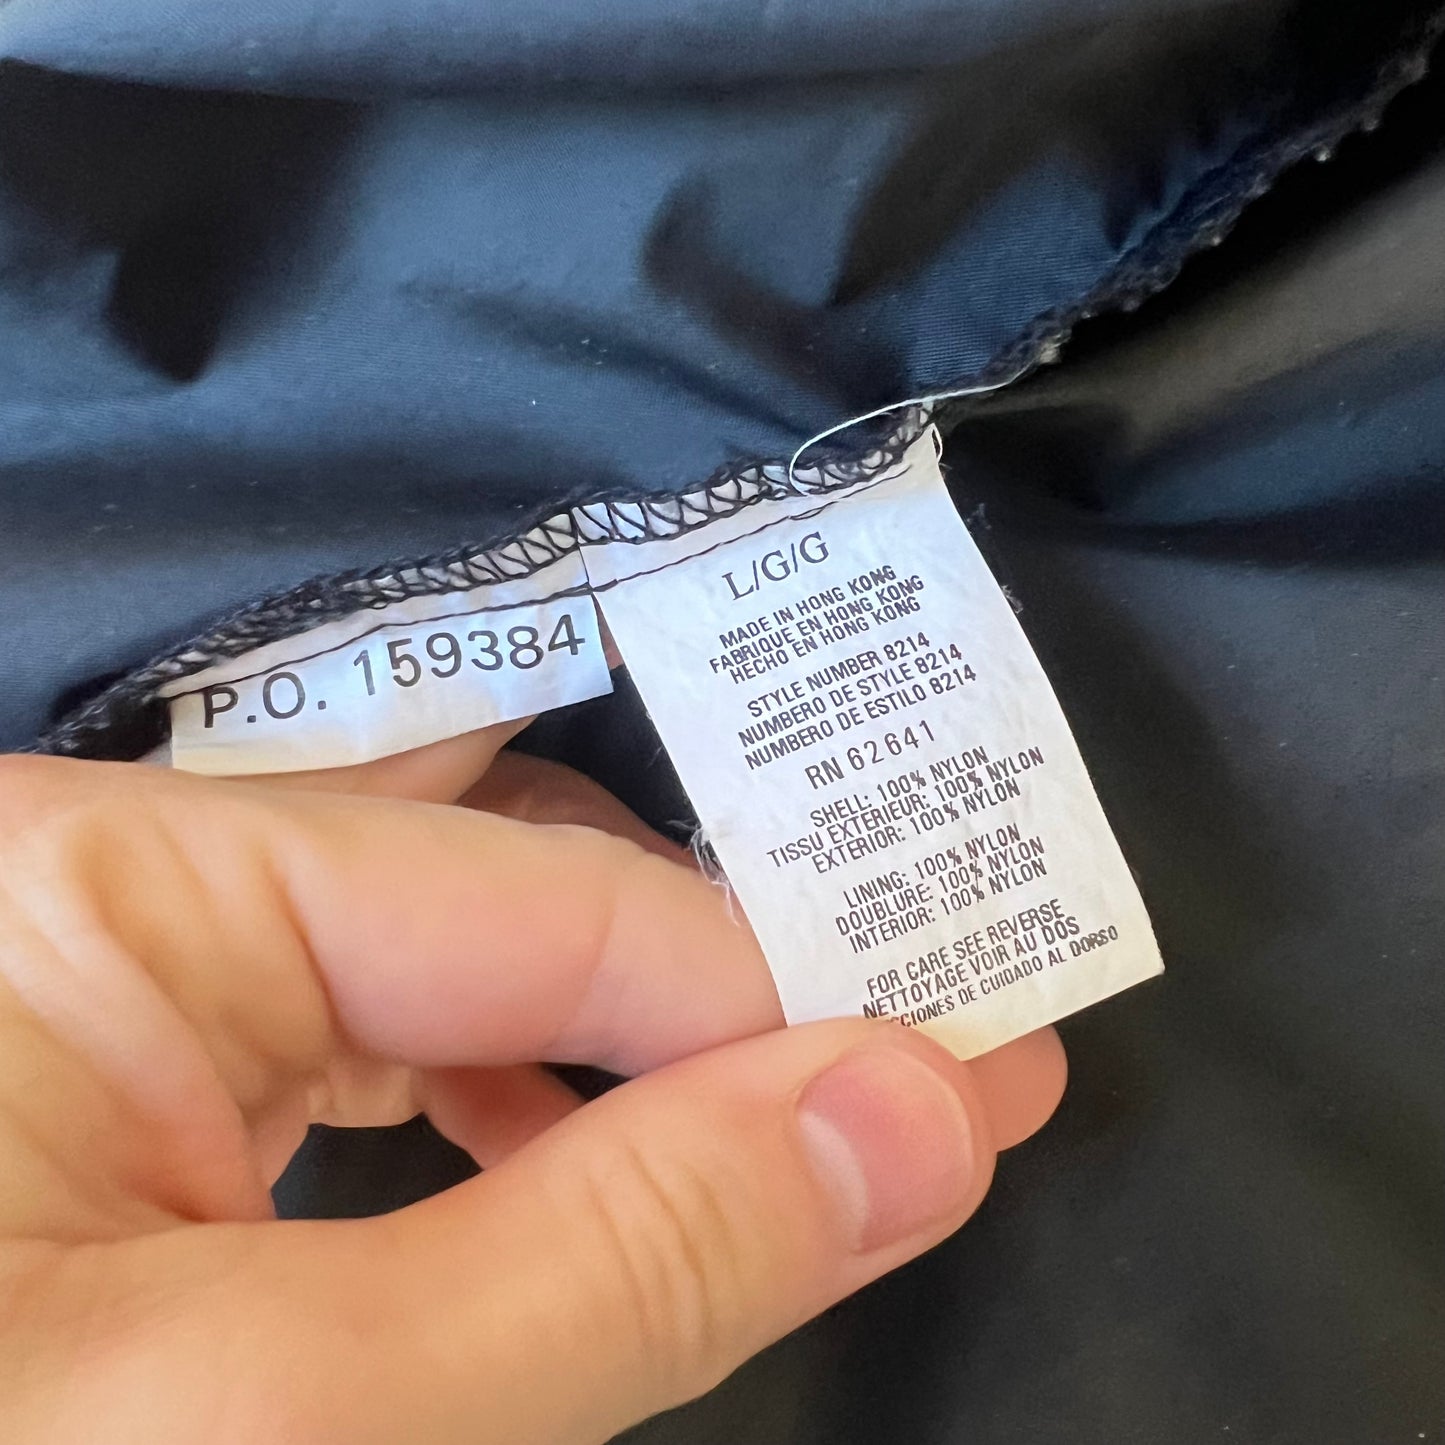 P.O. 159384
L/G/G
MADE IN HONG KONG
FABRIQUE EN HONG KONG
HECHO EN HONG KONG
STYLE NUMBER 8214
NUMBERO DE STYLE 8214
NUMBERO DE ESTILO 8214
RN 62641
SHELL: 100% NYLON
TISSU EXTERIEUR: 100% NYLON
EXTERIOR: 100% NYLON
LINING: 100% NYLON
DOUBLURE: 100% NYLON
INTERIOR: 100% NYLON
FOR CARE SEE REVERSE
NETTOYAGE VOIR AU DOS
CCIONES DE CUIDADO AL DORSO